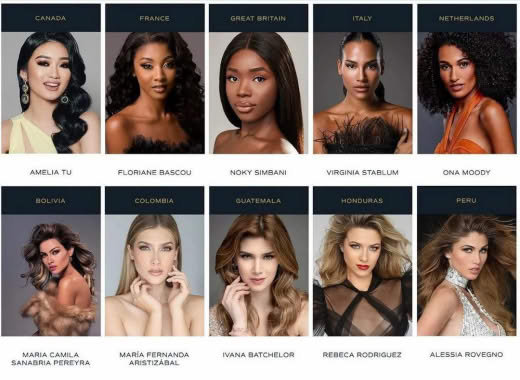 CANADA
FRANCE
GREAT BRITAIN
ITALY
NETHERLANDS
AMELIA TU
FLORIANE BASCOU
NOKY SIMBANI
VIRGINIA STABLUM
ONA MOODY
BOLIVIA
COLOMBIA
GUATEMALA
HONDURAS
PERU
MARIA CAMILA
SANABRIA PEREYRA
MARÍA FERNANDA
ARISTIZÁBAL
IVANA BATCHELOR
REBECA RODRIGUEZ
ALESSIA ROVEGNO